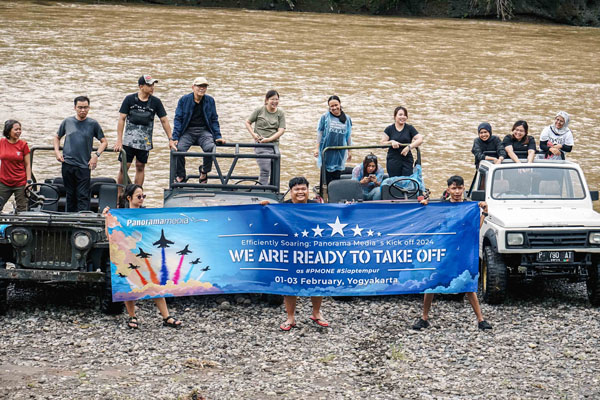 Panoramamedia
PANORAMAmedia
Efficiently Soaring: Panorama Media`s Kick off 2024
WE ARE READY TO TAKE OFF
as #PMONE #Siaptempur
01-03 February, Yogyakarta